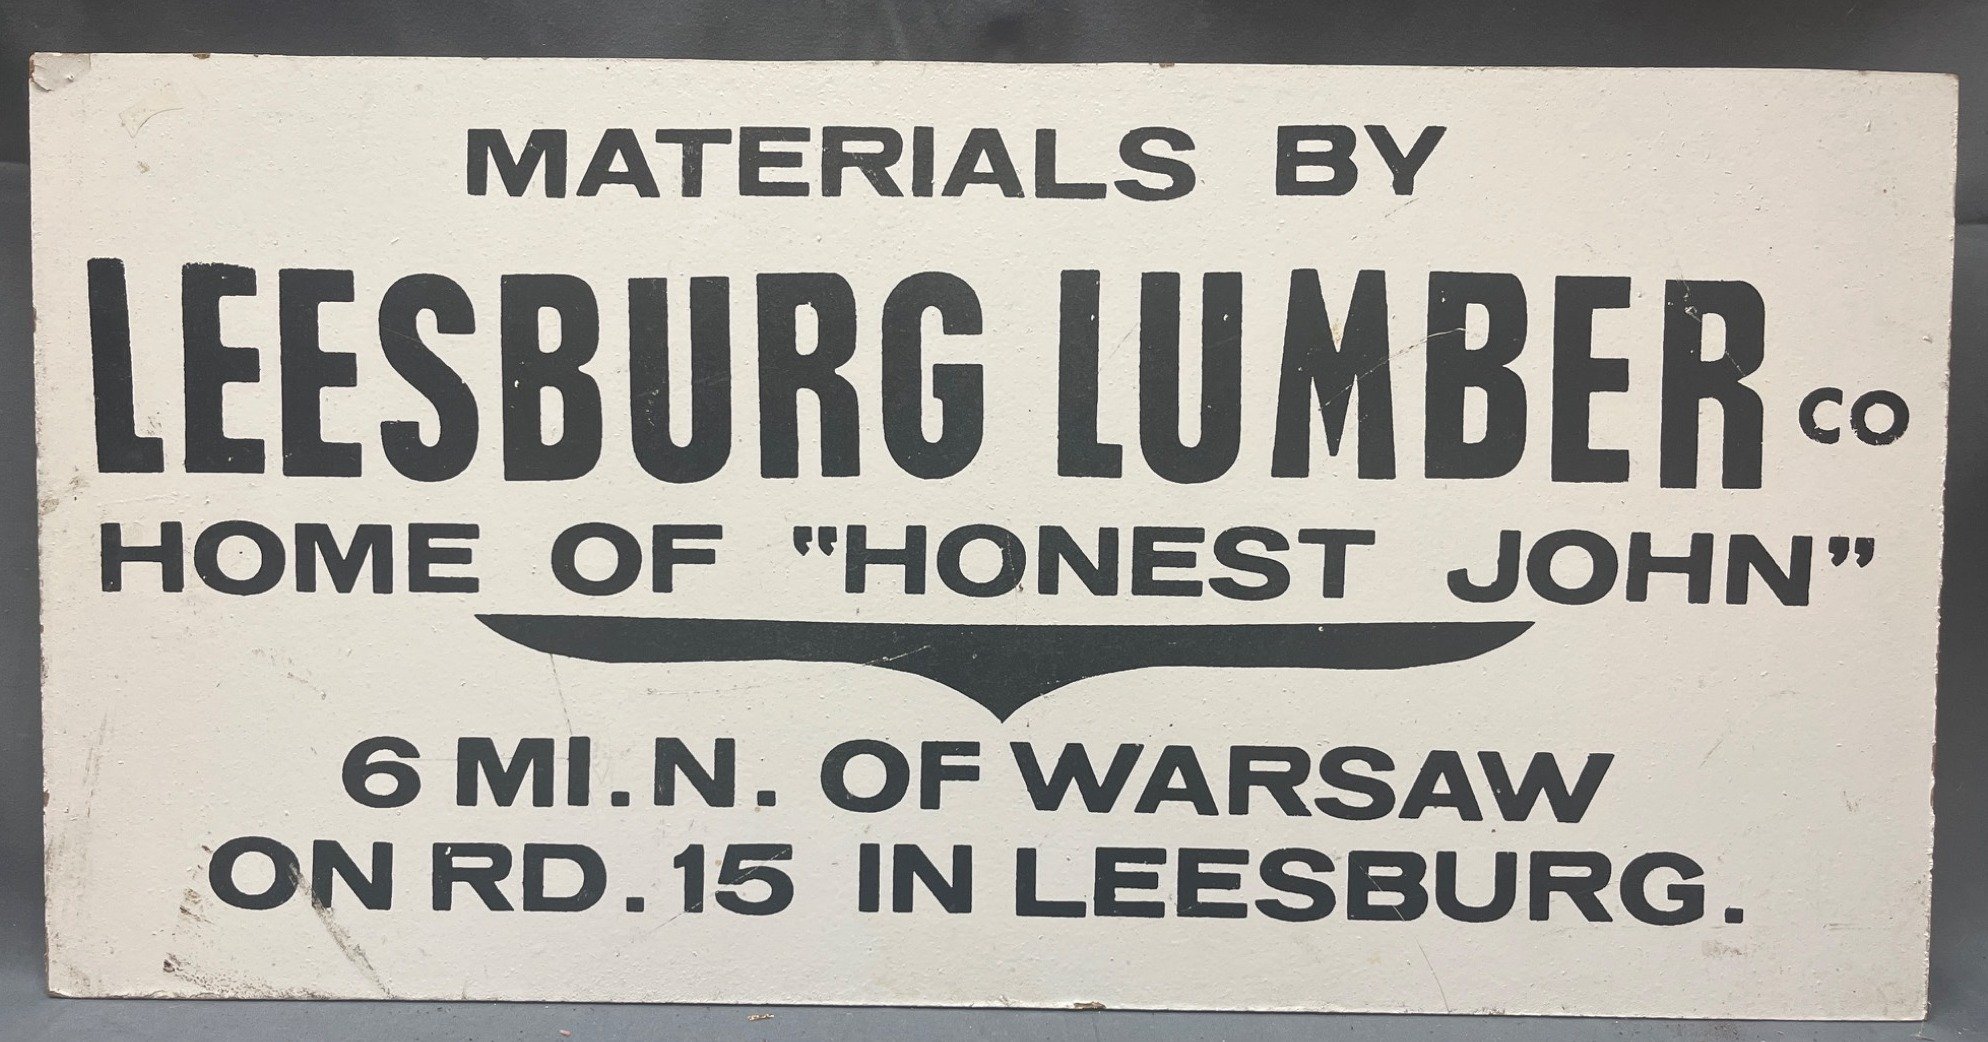 MATERIALS BY
LEESBURG LUMBER CO
HOME OF "HONEST JOHN"
6 MI. N. OF WARSAW
ON RD. 15 IN LEESBURG.